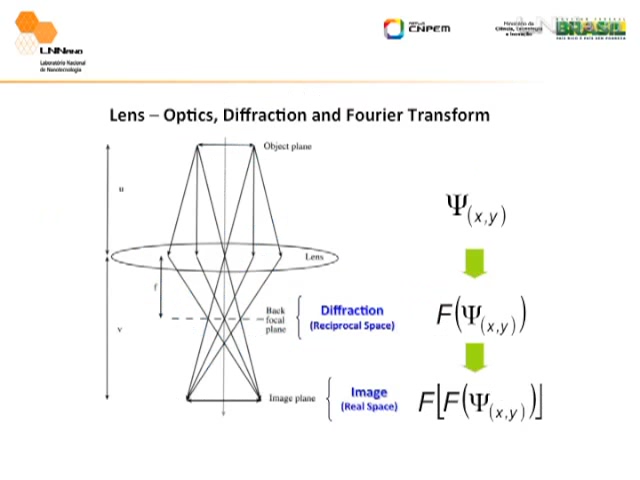 LNNano
Laboratório Nacional
de Nanotecnologia
CNPEM
Ministério da
Ciência, Tecnologia
e Inovação
BRASIL
Lens – Optics, Diffraction and Fourier Transform
Object plane
u
Ψ(x,y)
Lens
f
Back
focal
plane
Diffraction
(Reciprocal Space)
F(Ψ(x,y))
v
Image plane
Image
(Real Space)
F[F(Ψ(x,y))]